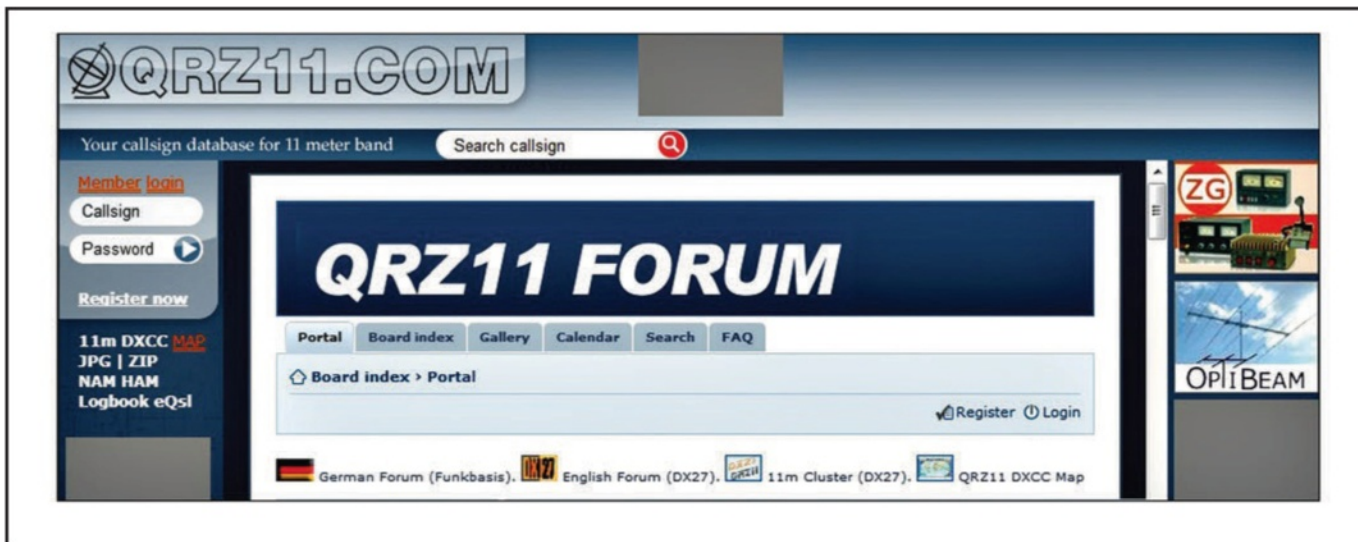 QRZ11.COM
Your callsign database for 11 meter band
Search callsign
Member login
Callsign
Password
Register now
11m DXCC MAP
JPG | ZIP
NAM HAM
Logbook eQsl
QRZ11 FORUM
Portal Board index Gallery Calendar Search FAQ
Board index › Portal
Register Login
German Forum (Funkbasis). DX27 English Forum (DX27). 11m Cluster (DX27). QRZ11 DXCC Map
ZG
OPTIBEAM